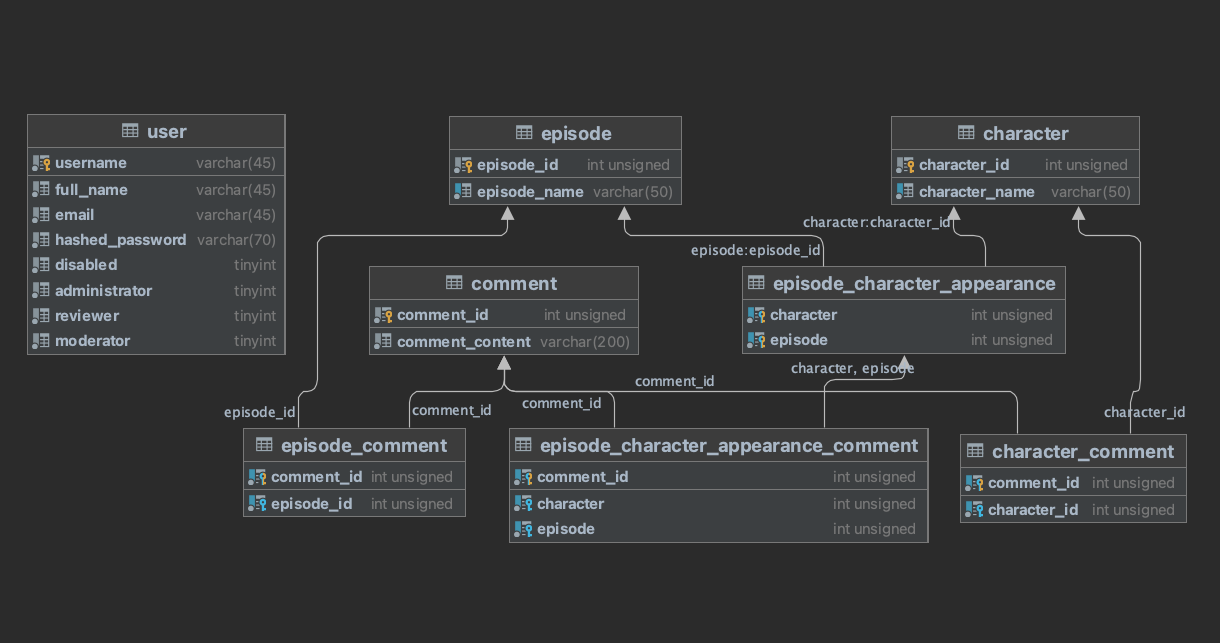 user
username varchar(45)
full_name varchar(45)
email varchar(45)
hashed_password varchar(70)
disabled tinyint
administrator tinyint
reviewer tinyint
moderator tinyint
episode
episode_id int unsigned
episode_name varchar(50)
character
character_id int unsigned
character_name varchar(50)
character:character_id
episode:episode_id
comment
comment_id int unsigned
comment_content varchar(200)
episode_character_appearance
character int unsigned
episode int unsigned
character, episode
comment_id
episode_id
comment_id
comment_id
character_id
episode_comment
comment_id int unsigned
episode_id int unsigned
episode_character_appearance_comment
comment_id int unsigned
character int unsigned
episode int unsigned
character_comment
comment_id int unsigned
character_id int unsigned